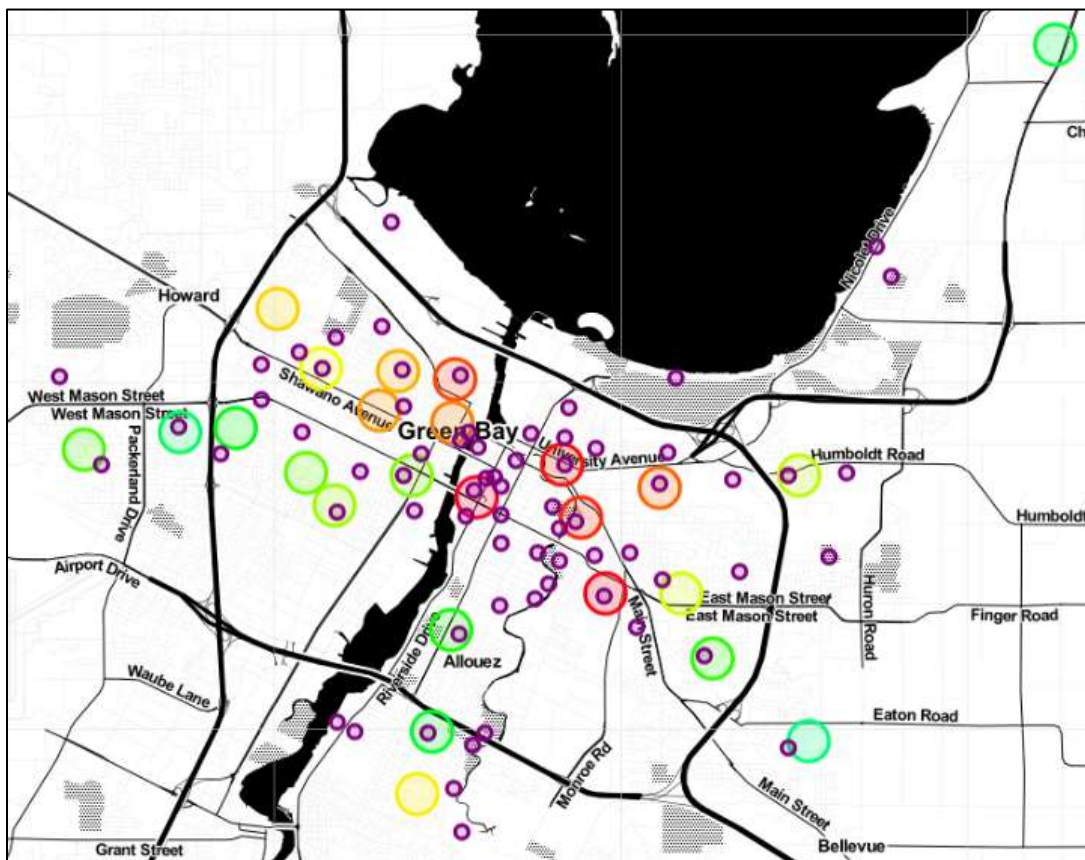 Ch
Nicolet Drive
Howard
Shawano Avenue
West Mason Street
West Mason Street
Packerland Drive
Green Bay
University Avenue
Humboldt Road
Humboldt
Airport Drive
Huron Road
East Mason Street
East Mason Street
Finger Road
Main Street
Riverside Drive
Allouez
Waube Lane
Eaton Road
Monroe Rd
Main Street
Grant Street
Bellevue